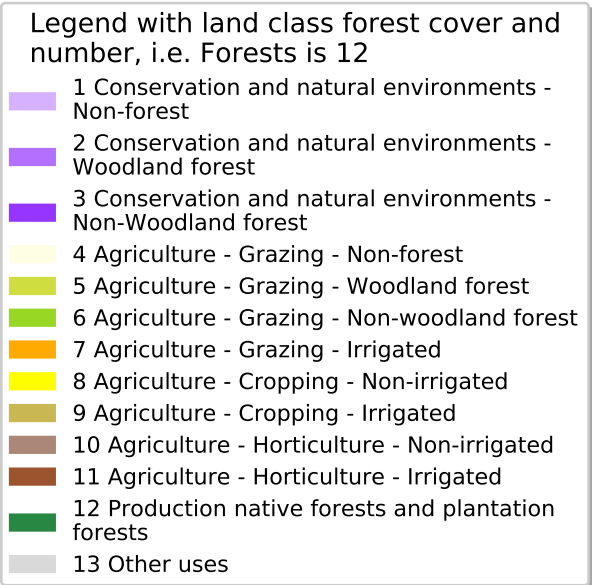 Legend with land class forest cover and
number, i.e. Forests is 12
1 Conservation and natural environments -
Non-forest
2 Conservation and natural environments -
Woodland forest
3 Conservation and natural environments -
Non-Woodland forest
4 Agriculture - Grazing - Non-forest
5 Agriculture - Grazing - Woodland forest
6 Agriculture - Grazing - Non-woodland forest
7 Agriculture - Grazing - Irrigated
8 Agriculture - Cropping - Non-irrigated
9 Agriculture - Cropping - Irrigated
10 Agriculture - Horticulture - Non-irrigated
11 Agriculture - Horticulture - Irrigated
12 Production native forests and plantation
forests
13 Other uses